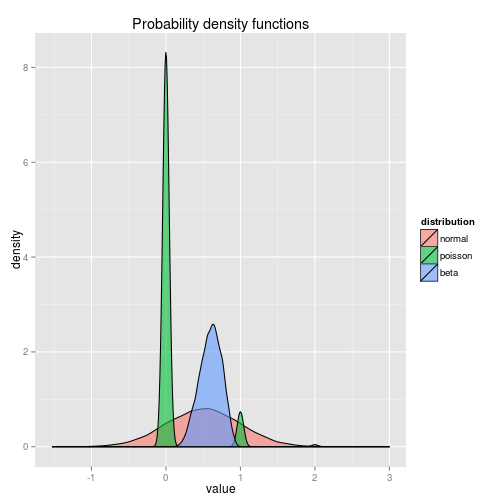 Probability density functions
8
6
4
2
0
density
-1
0
1
2
3
value
distribution
normal
poisson
beta